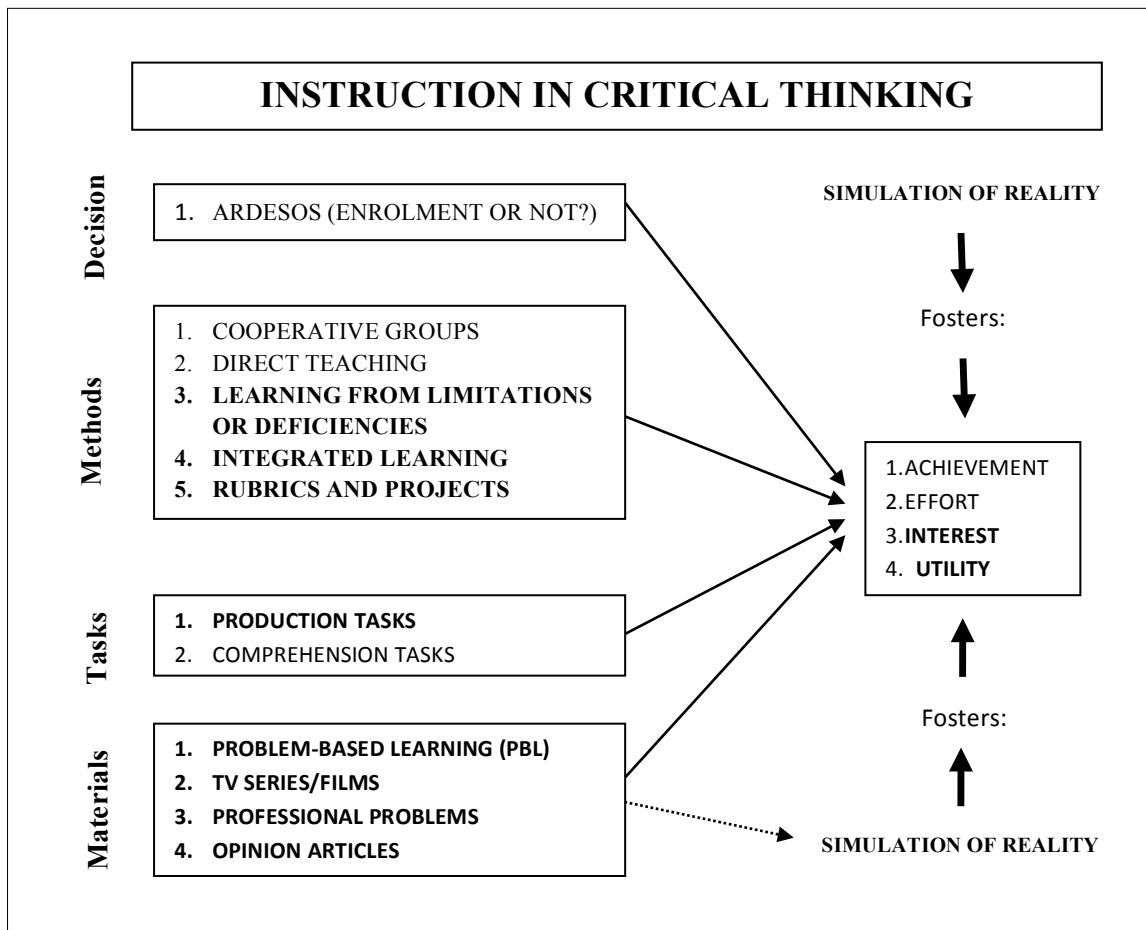 INSTRUCTION IN CRITICAL THINKING
Decision
1. ARDESOS (ENROLMENT OR NOT?)
Methods
1. COOPERATIVE GROUPS
2. DIRECT TEACHING
3. LEARNING FROM LIMITATIONS
OR DEFICIENCIES
4. INTEGRATED LEARNING
5. RUBRICS AND PROJECTS
Tasks
1. PRODUCTION TASKS
2. COMPREHENSION TASKS
Materials
1. PROBLEM-BASED LEARNING (PBL)
2. TV SERIES/FILMS
3. PROFESSIONAL PROBLEMS
4. OPINION ARTICLES
SIMULATION OF REALITY
Fosters:
1.ACHIEVEMENT
2.EFFORT
3.INTEREST
4. UTILITY
Fosters:
SIMULATION OF REALITY